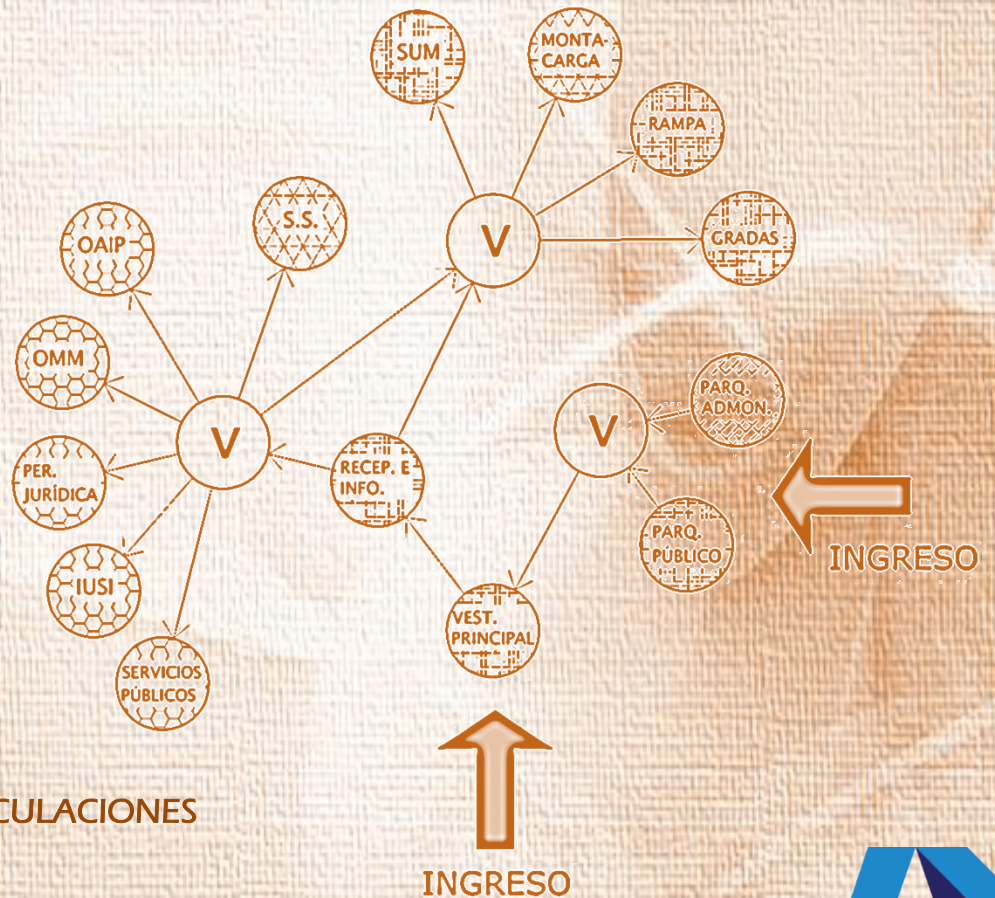 SUM
MONTA-
CARGA
RAMPA
GRADAS
V
S.S.
OAIP
OMM
PER.
JURÍDICA
IUSI
SERVICIOS
PÚBLICOS
V
RECEP. E
INFO.
V
PARQ.
ADMON.
PARQ.
PÚBLICO
INGRESO
VEST.
PRINCIPAL
INGRESO
CULACIONES